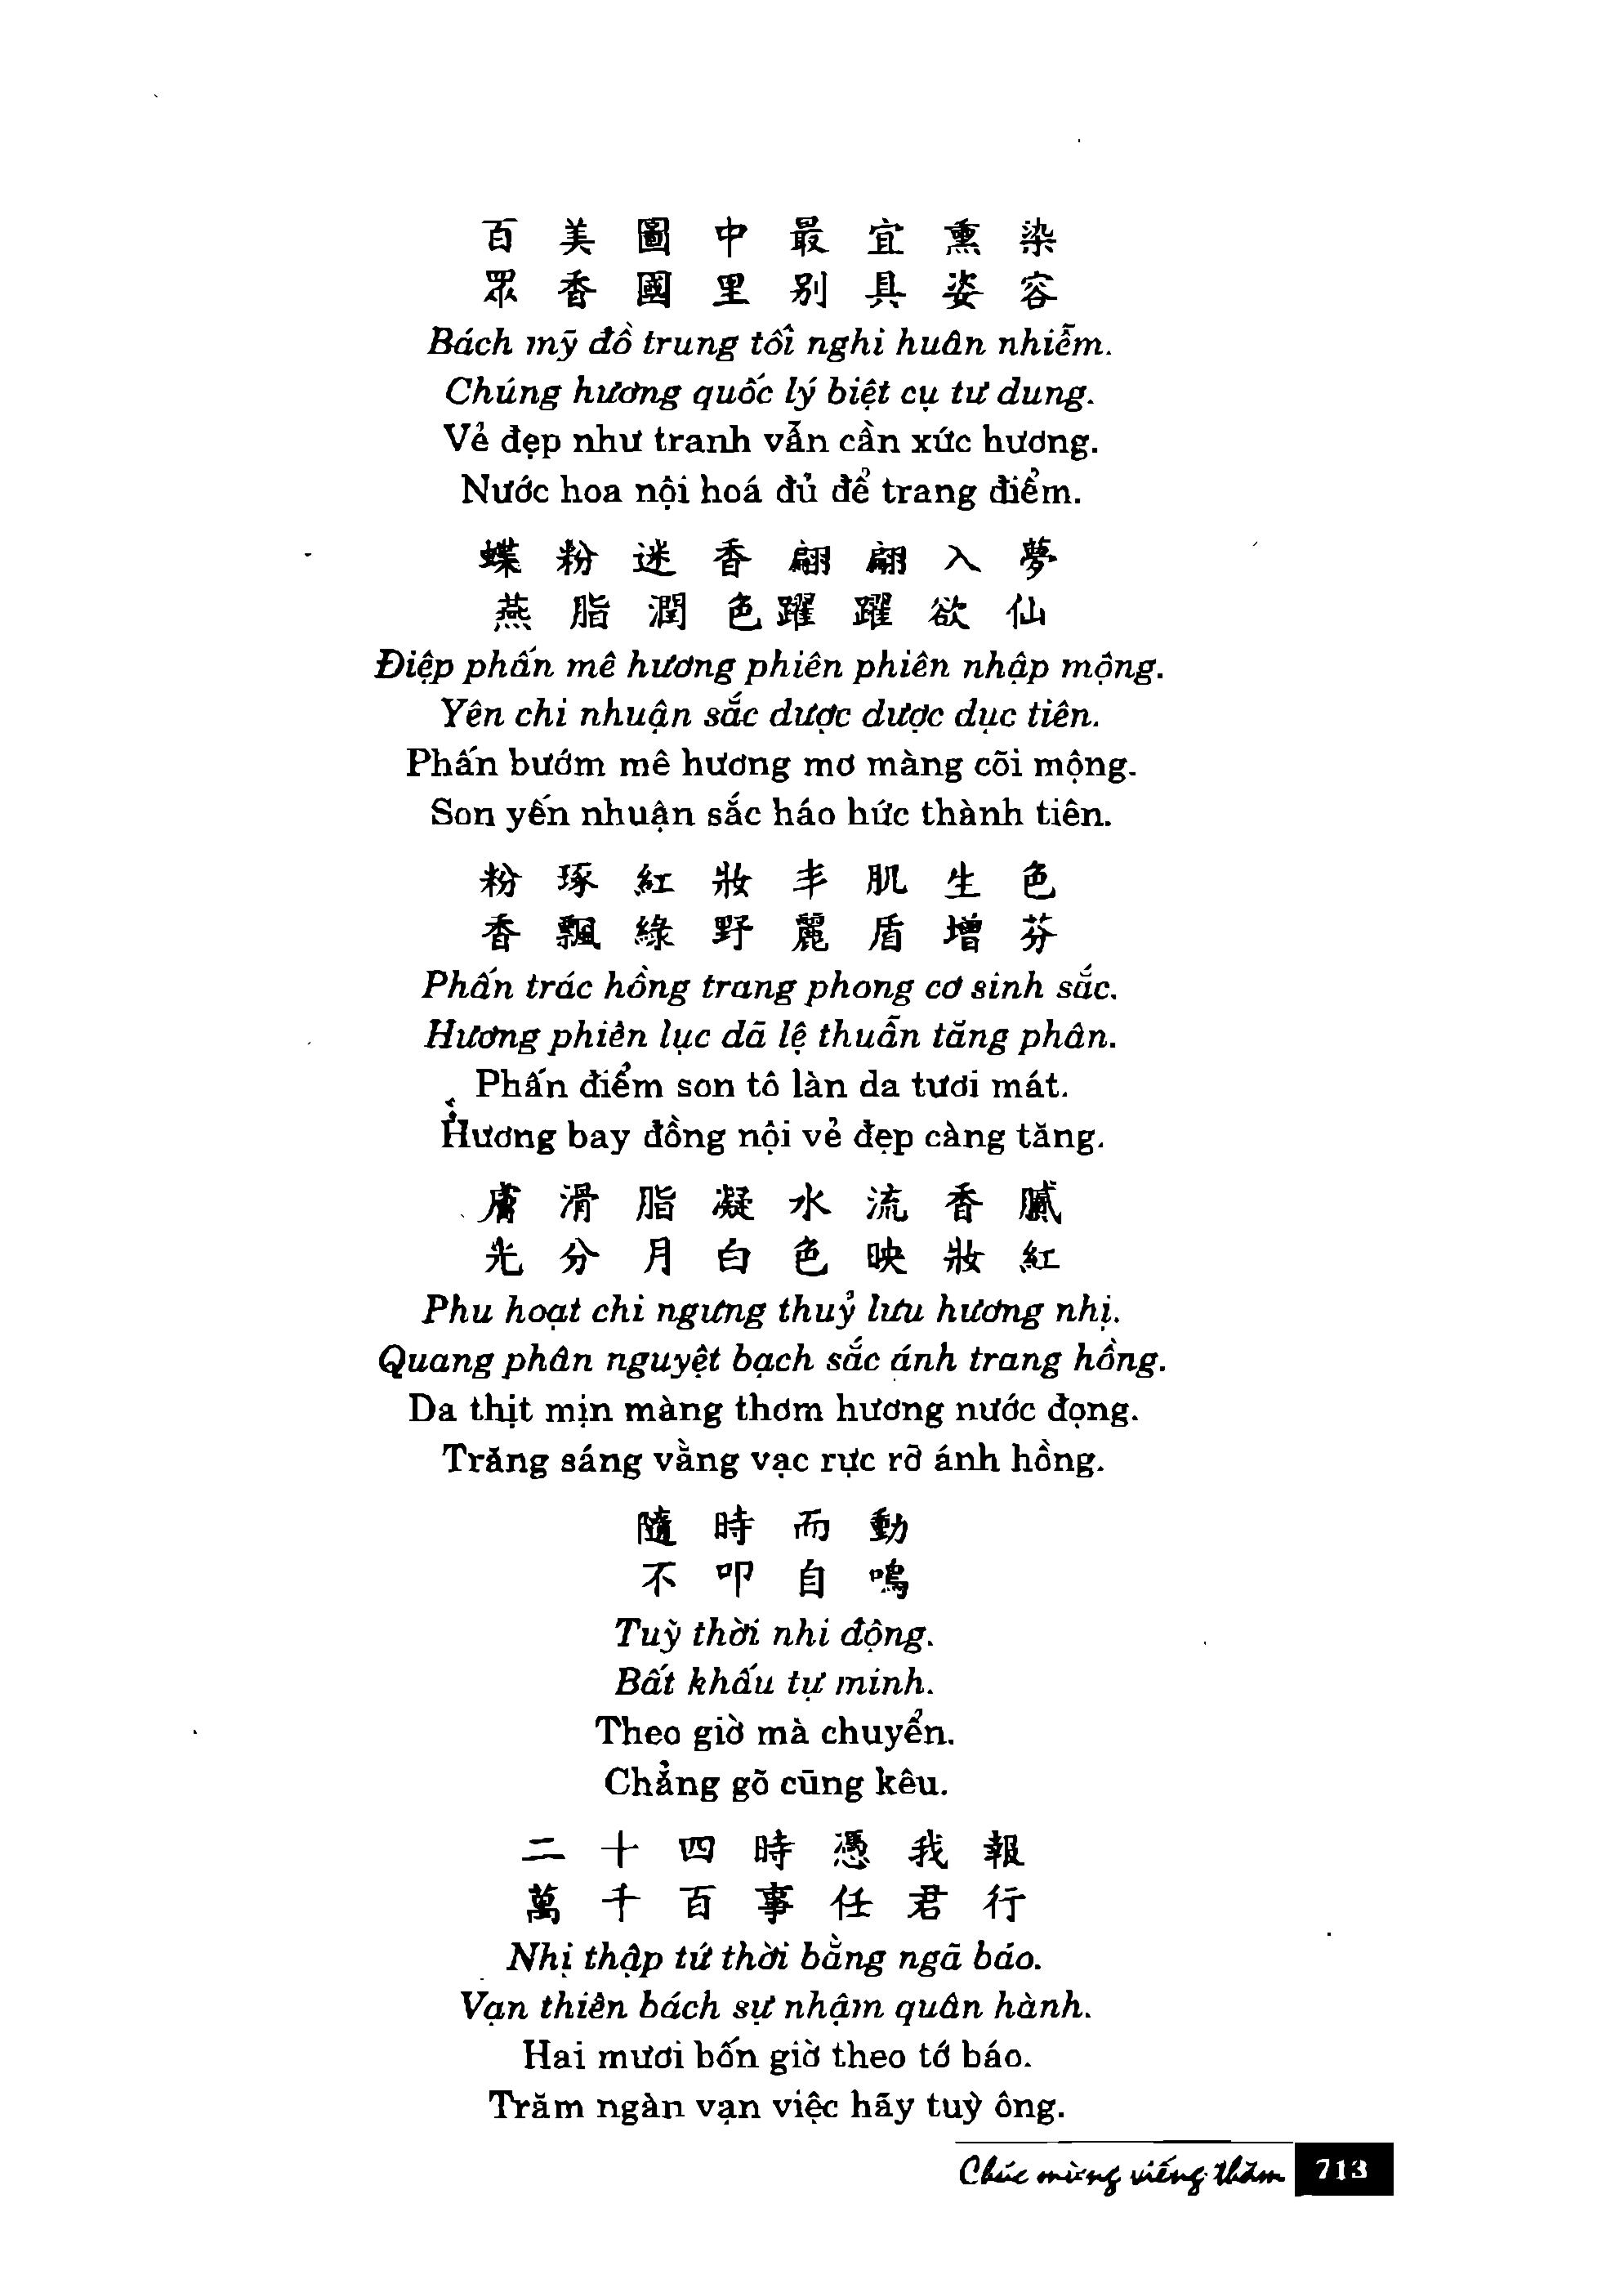 百美圖中最宜熏染
眾香國里別具姿容
Bách mỹ đồ trung tối nghi huân nhiễm.
Chúng hương quốc lý biệt cụ tư dung.
Vẻ đẹp như tranh vẫn cần xức hương.
Nước hoa nội hoá đủ để trang điểm.
蝶粉迷香翩翩入夢
燕脂潤色躍躍欲仙
Điệp phấn mê hương phiên phiên nhập mộng.
Yên chi nhuận sắc dược dược dục tiên.
Phấn bướm mê hương mơ màng cõi mộng.
Son yến nhuận sắc háo hức thành tiên.
粉琢紅妝丰肌生色
香飄綠野麗盾增芬
Phấn trác hồng trang phong cơ sinh sắc.
Hương phiên lục dã lệ thuẫn tăng phân.
Phấn điểm son tô làn da tươi mát.
Hương bay đồng nội vẻ đẹp càng tăng.
膚滑脂凝水流香膩
光分月白色映妝紅
Phu hoạt chi ngưng thuỷ lưu hương nhị.
Quang phân nguyệt bạch sắc ánh trang hồng.
Da thịt mịn màng thơm hương nước đọng.
Trăng sáng vằng vạc rực rỡ ánh hồng.
隨時而動
不叩自鳴
Tuỳ thời nhi động.
Bất khấu tự minh.
Theo giờ mà chuyển.
Chẳng gõ cũng kêu.
二十四時憑我報
萬千百事任君行
Nhị thập tứ thời bằng ngã báo.
Vạn thiên bách sự nhậm quân hành.
Hai mươi bốn giờ theo tớ báo.
Trăm ngàn vạn việc hãy tuỳ ông.
Chúc mừng viếng thăm 713